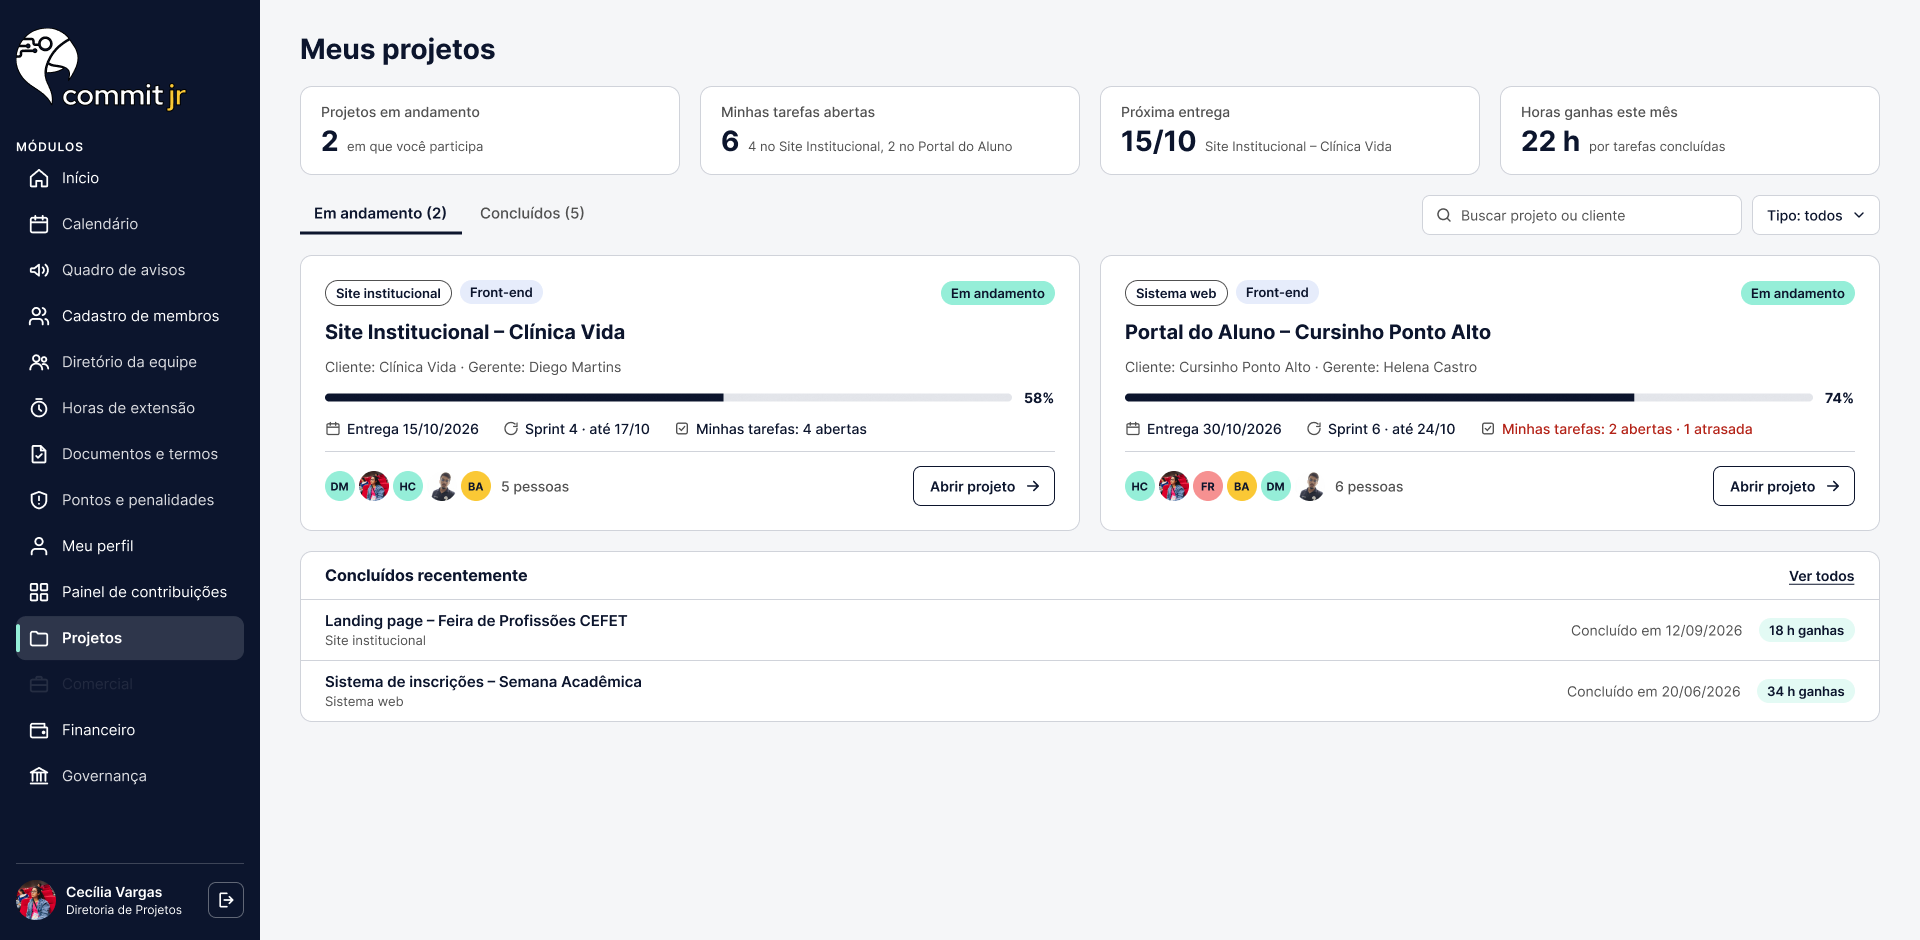 commit jr
MÓDULOS
Início
Calendário
Quadro de avisos
Cadastro de membros
Diretório da equipe
Horas de extensão
Documentos e termos
Pontos e penalidades
Meu perfil
Painel de contribuições
Projetos
Comercial
Financeiro
Governança
Cecília Vargas
Diretoria de Projetos
Meus projetos
Projetos em andamento
2 em que você participa
Minhas tarefas abertas
6 4 no Site Institucional, 2 no Portal do Aluno
Próxima entrega
15/10 Site Institucional – Clínica Vida
Horas ganhas este mês
22 h por tarefas concluídas
Em andamento (2) Concluídos (5)
Buscar projeto ou cliente
Tipo: todos
Site institucional Front-end Em andamento
Site Institucional – Clínica Vida
Cliente: Clínica Vida · Gerente: Diego Martins
58%
Entrega 15/10/2026 Sprint 4 · até 17/10 Minhas tarefas: 4 abertas
DM HC BA 5 pessoas
Abrir projeto
Sistema web Front-end Em andamento
Portal do Aluno – Cursinho Ponto Alto
Cliente: Cursinho Ponto Alto · Gerente: Helena Castro
74%
Entrega 30/10/2026 Sprint 6 · até 24/10 Minhas tarefas: 2 abertas · 1 atrasada
HC FR BA DM 6 pessoas
Abrir projeto
Concluídos recentemente Ver todos
Landing page – Feira de Profissões CEFET
Site institucional
Concluído em 12/09/2026 18 h ganhas
Sistema de inscrições – Semana Acadêmica
Sistema web
Concluído em 20/06/2026 34 h ganhas